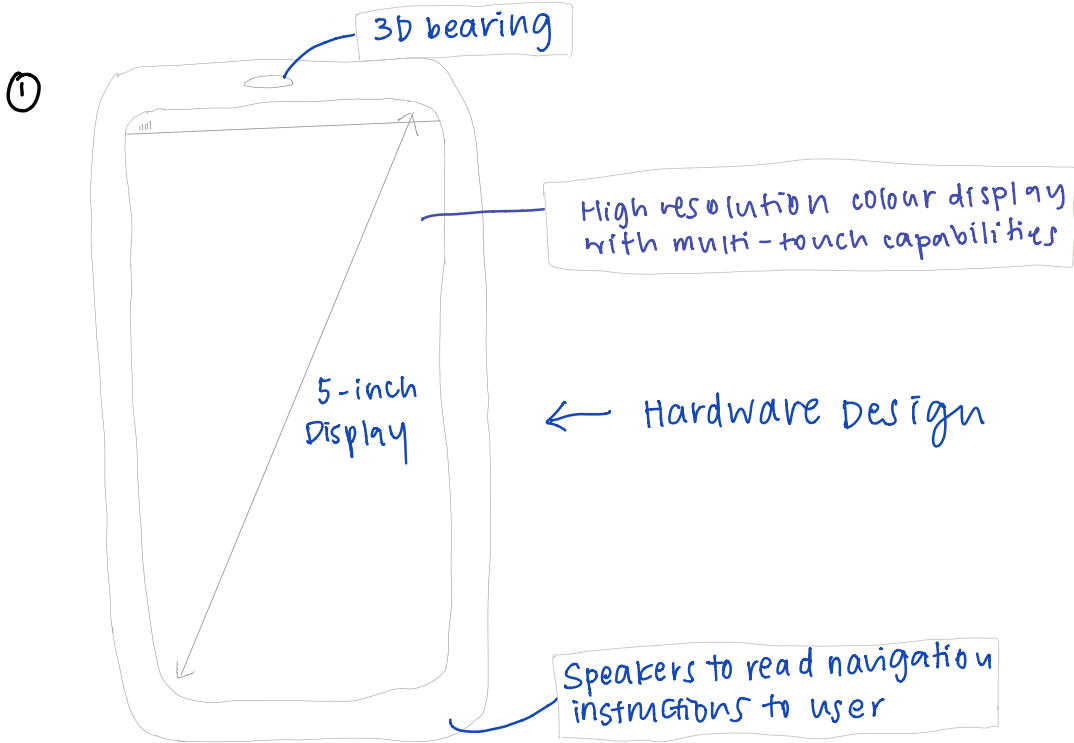 3D bearing
①
High resolution colour display
with multi-touch capabilities
5-inch
Display
← Hardware Design
Speakers to read navigation
instructions to user